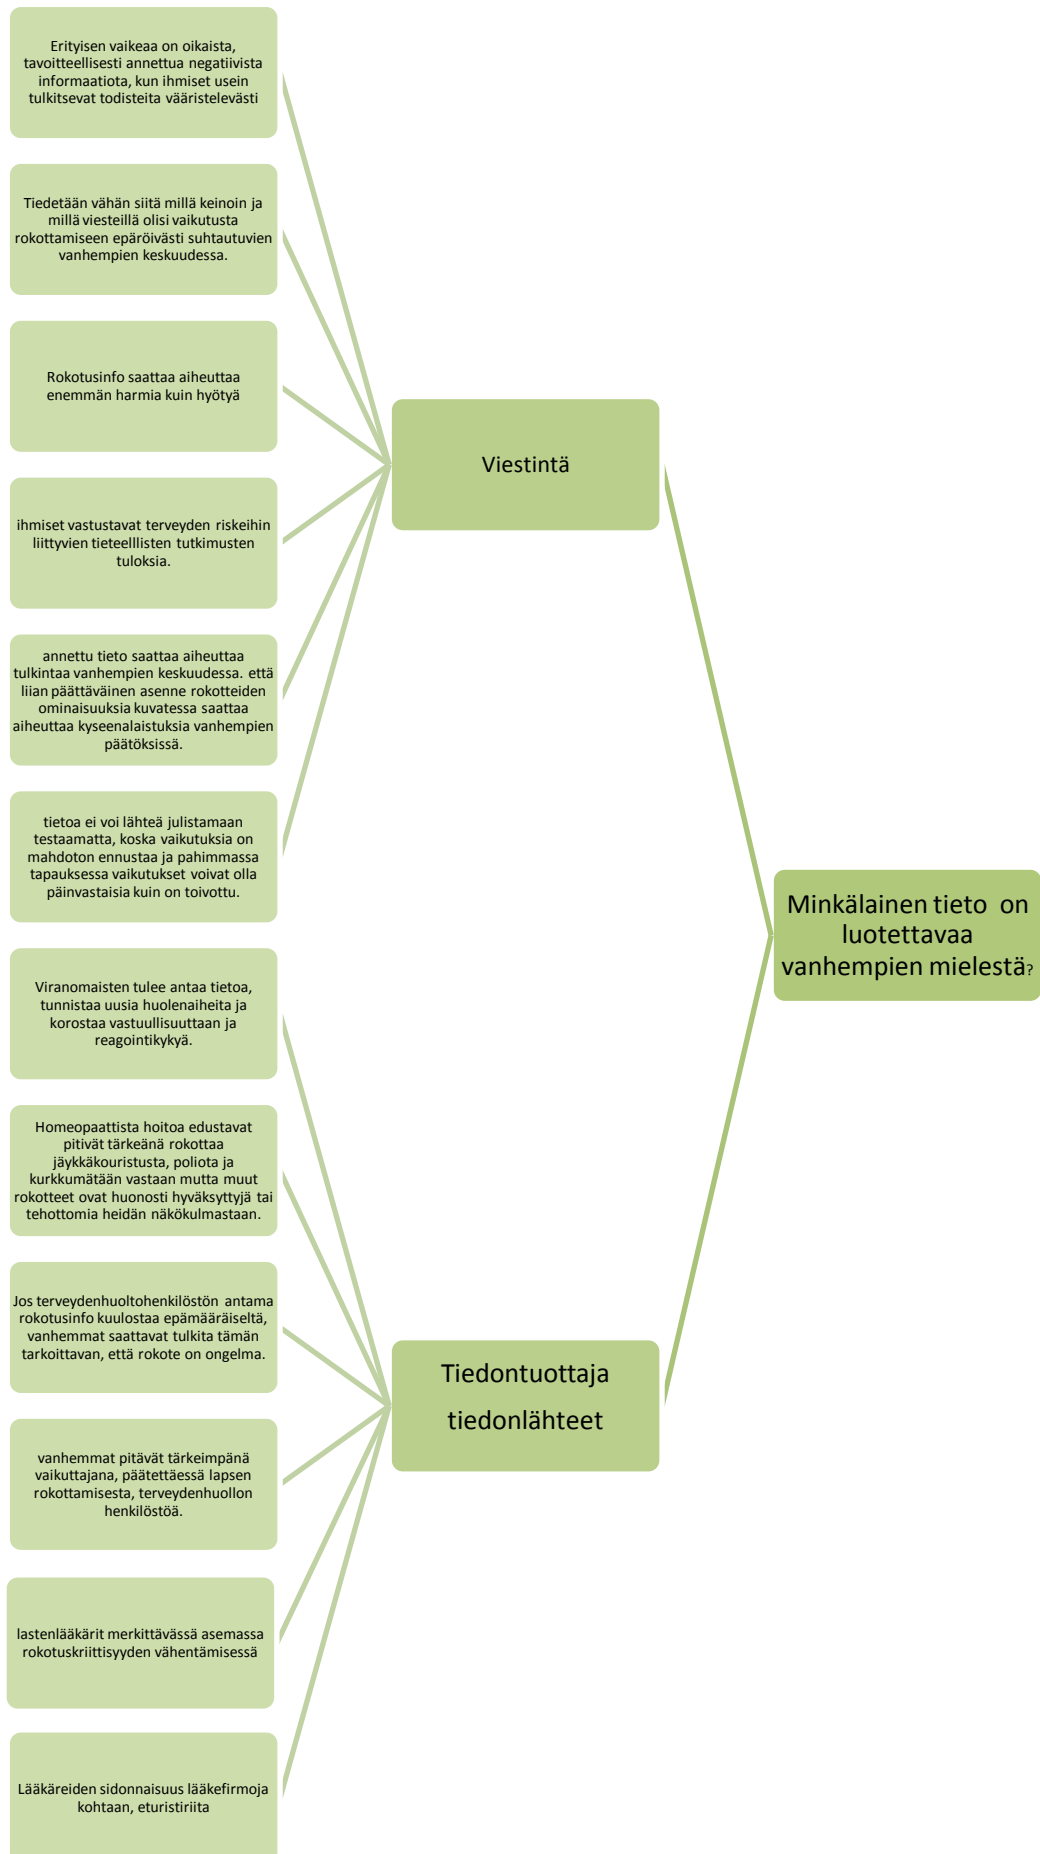 Erityisen vaikeaa on oikaista,
tavoitteellisesti annettua negatiivista
informaatiota, kun ihmiset usein
tulkitsevat todisteita vääristelevästi
Tiedetään vähän siitä millä keinoin ja
millä viesteillä olisi vaikutusta
rokottamiseen epäröivästi suhtautuvien
vanhempien keskuudessa.
Rokotusinfo saattaa aiheuttaa
enemmän harmia kuin hyötyä
ihmiset vastustavat terveyden riskeihin
liittyvien tieteelllisten tutkimusten
tuloksia.
annettu tieto saattaa aiheuttaa
tulkintaa vanhempien keskuudessa. että
liian päättäväinen asenne rokotteiden
ominaisuuksia kuvatessa saattaa
aiheuttaa kyseenalaistuksia vanhempien
päätöksissä.
tietoa ei voi lähteä julistamaan
testaamatta, koska vaikutuksia on
mahdoton ennustaa ja pahimmassa
tapauksessa vaikutukset voivat olla
päinvastaisia kuin on toivottu.
Viestintä
Viranomaisten tulee antaa tietoa,
tunnistaa uusia huolenaiheita ja
korostaa vastuullisuuttaan ja
reagointikykyä.
Homeopaattista hoitoa edustavat
pitivät tärkeänä rokottaa
jäykkäkouristusta, poliota ja
kurkkumätään vastaan mutta muut
rokotteet ovat huonosti hyväksyttyjä tai
tehottomia heidän näkökulmastaan.
Jos terveydenhuoltohenkilöstön antama
rokotusinfo kuulostaa epämääräiseltä,
vanhemmat saattavat tulkita tämän
tarkoittavan, että rokote on ongelma.
vanhemmat pitävät tärkeimpänä
vaikuttajana, päätettäessä lapsen
rokottamisesta, terveydenhuollon
henkilöstöä.
lastenlääkärit merkittävässä asemassa
rokotuskriittisyyden vähentämisessä
Lääkäreiden sidonnaisuus lääkefirmoja
kohtaan, eturistiriita
Tiedontuottaja
tiedonlähteet
Minkälainen tieto on
luotettavaa
vanhempien mielestä?